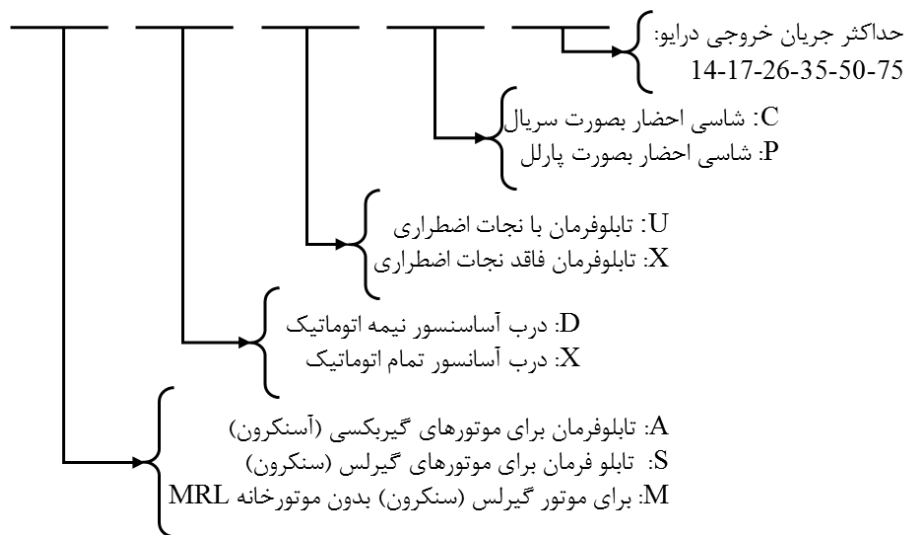 حداکثر جریان خروجی درایو:
14-17-26-35-50-75
C: شاسی احضار بصورت سریال
P: شاسی احضار بصورت پارلل
U: تابلوفرمان با نجات اضطراری
X: تابلوفرمان فاقد نجات اضطراری
D: درب آساسنسور نیمه اتوماتیک
X: درب آسانسور تمام اتوماتیک
A: تابلوفرمان برای موتورهای گیربکسی (آسنکرون)
S: تابلو فرمان برای موتورهای گیرلس (سنکرون)
M: برای موتور گیرلس (سنکرون) بدون موتورخانه MRL